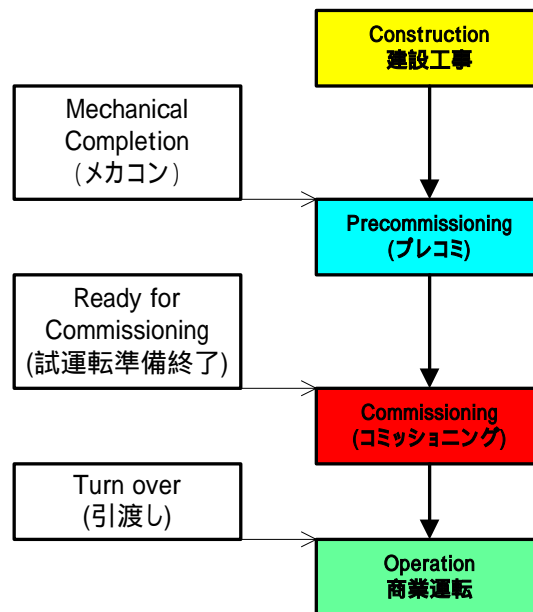 Construction
建設工事
Mechanical
Completion
(メカコン)
Precommissioning
(プレコミ)
Ready for
Commissioning
(試運転準備終了)
Commissioning
(コミッショニング)
Turn over
(引渡し)
Operation
商業運転